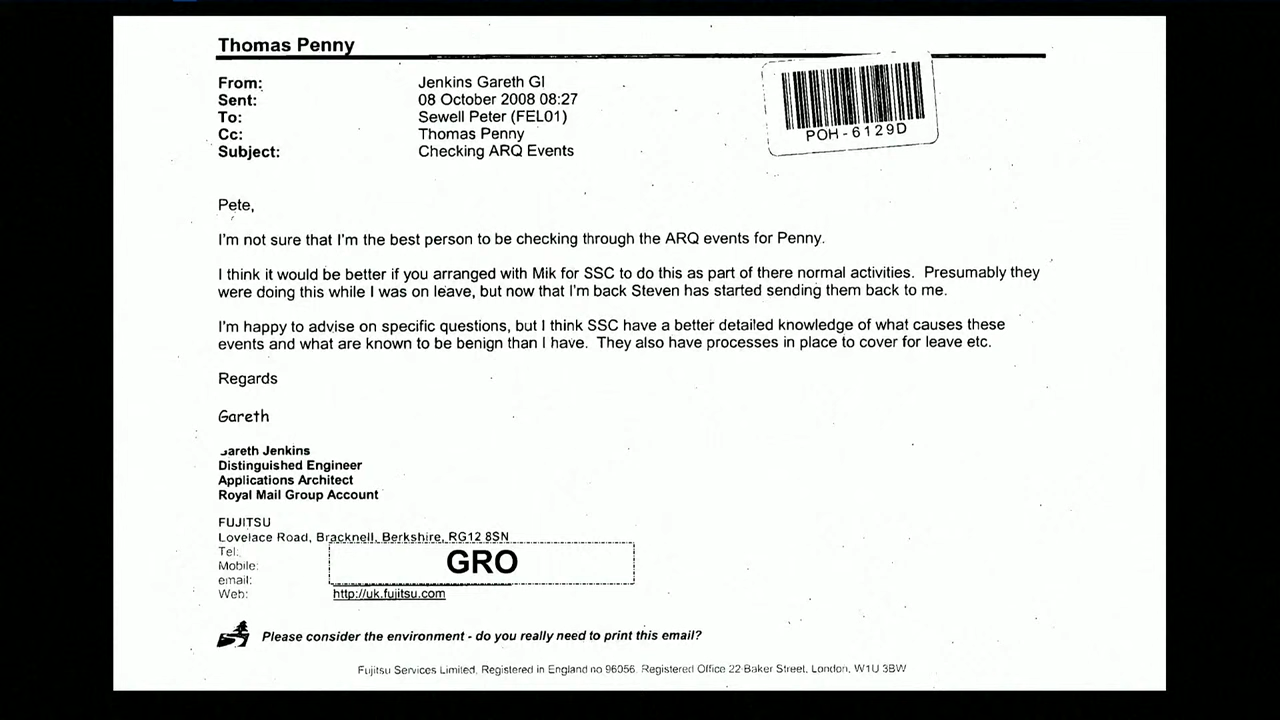 Thomas Penny
From: Jenkins Gareth GI
Sent: 08 October 2008 08:27
To: Sewell Peter (FEL01)
Cc: Thomas Penny
Subject: Checking ARQ Events
POH-6129D
Pete,
I'm not sure that I'm the best person to be checking through the ARQ events for Penny.
I think it would be better if you arranged with Mik for SSC to do this as part of there normal activities. Presumably they
were doing this while I was on leave, but now that I'm back Steven has started sending them back to me.
I'm happy to advise on specific questions, but I think SSC have a better detailed knowledge of what causes these
events and what are known to be benign than I have. They also have processes in place to cover for leave etc.
Regards
Gareth
Gareth Jenkins
Distinguished Engineer
Applications Architect
Royal Mail Group Account
FUJITSU
Lovelace Road, Bracknell, Berkshire, RG12 8SN
Tel:
Mobile:
email:
GRO
Web: http://uk.fujitsu.com
Please consider the environment - do you really need to print this email?
Fujitsu Services Limited, Registered in England no 96056, Registered Office 22 Baker Street, London, W1U 3BW